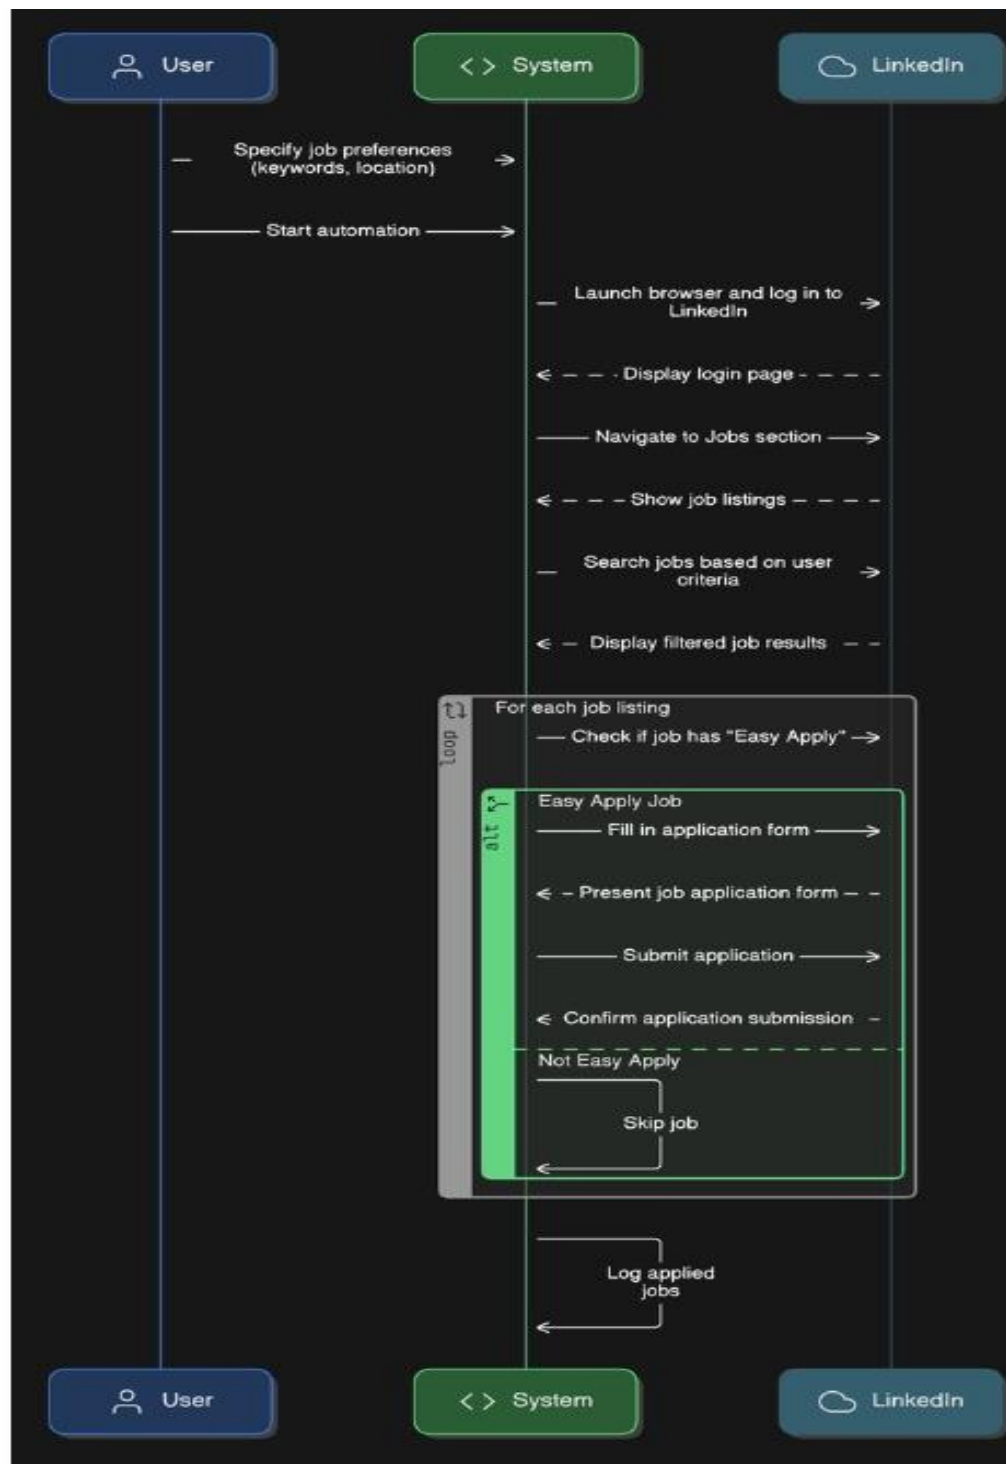 User
System
LinkedIn
Specify job preferences
(keywords, location)
Start automation
Launch browser and log in to
LinkedIn
Display login page
Navigate to Jobs section
Show job listings
Search jobs based on user
criteria
Display filtered job results
loop
For each job listing
Check if job has "Easy Apply"
alt
Easy Apply Job
Fill in application form
Present job application form
Submit application
Confirm application submission
Not Easy Apply
Skip job
Log applied
jobs
User
System
LinkedIn